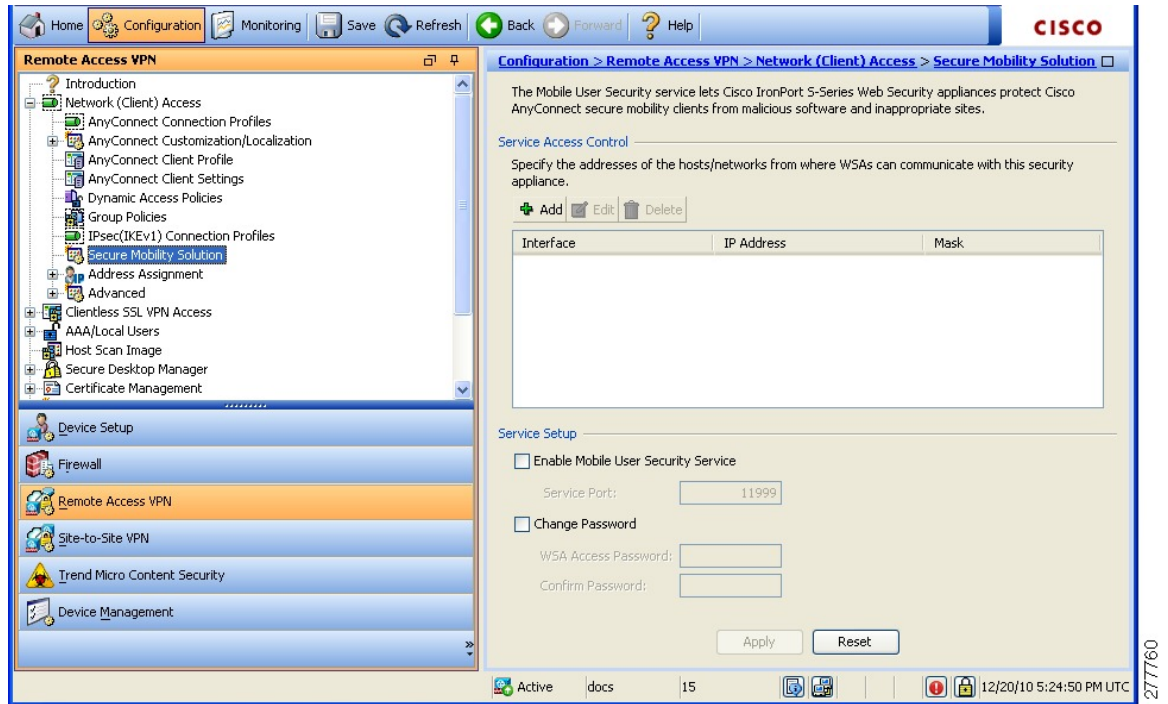 Home Configuration Monitoring Save Refresh Back Forward Help
CISCO
Remote Access VPN
Introduction
Network (Client) Access
AnyConnect Connection Profiles
AnyConnect Customization/Localization
AnyConnect Client Profile
AnyConnect Client Settings
Dynamic Access Policies
Group Policies
IPsec(IKEv1) Connection Profiles
Secure Mobility Solution
Address Assignment
Advanced
Clientless SSL VPN Access
AAA/Local Users
Host Scan Image
Secure Desktop Manager
Certificate Management
Device Setup
Firewall
Remote Access VPN
Site-to-Site VPN
Trend Micro Content Security
Device Management
Configuration > Remote Access VPN > Network (Client) Access > Secure Mobility Solution
The Mobile User Security service lets Cisco IronPort S-Series Web Security appliances protect Cisco
AnyConnect secure mobility clients from malicious software and inappropriate sites.
Service Access Control
Specify the addresses of the hosts/networks from where WSAs can communicate with this security
appliance.
Add Edit Delete
Interface IP Address Mask
Service Setup
Enable Mobile User Security Service
Service Port: 11999
Change Password
WSA Access Password:
Confirm Password:
Apply Reset
Active docs 15 12/20/10 5:24:50 PM UTC
277760